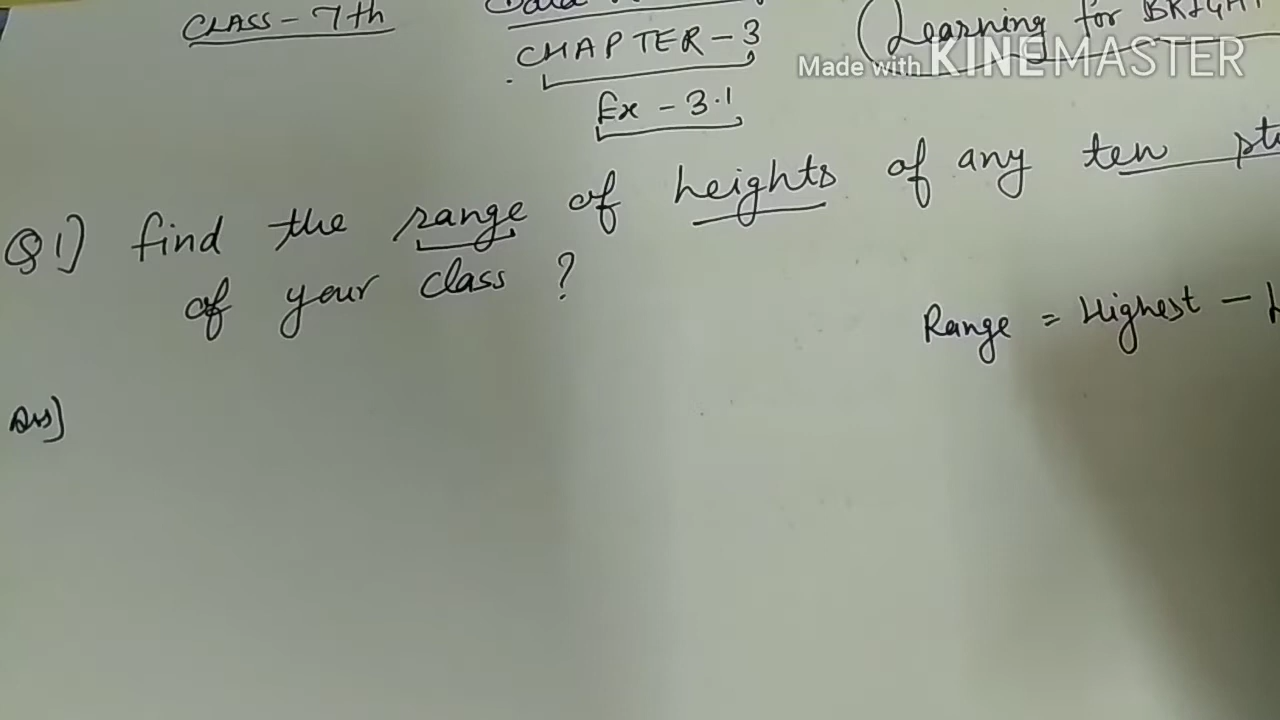 CLASS - 7th
CHAPTER - 3
(Learning for BRIGHT
Made with KINEMASTER
Ex - 3.1
Q1) find the range of heights of any ten
of your class ?
Range = Highest -
Ans]